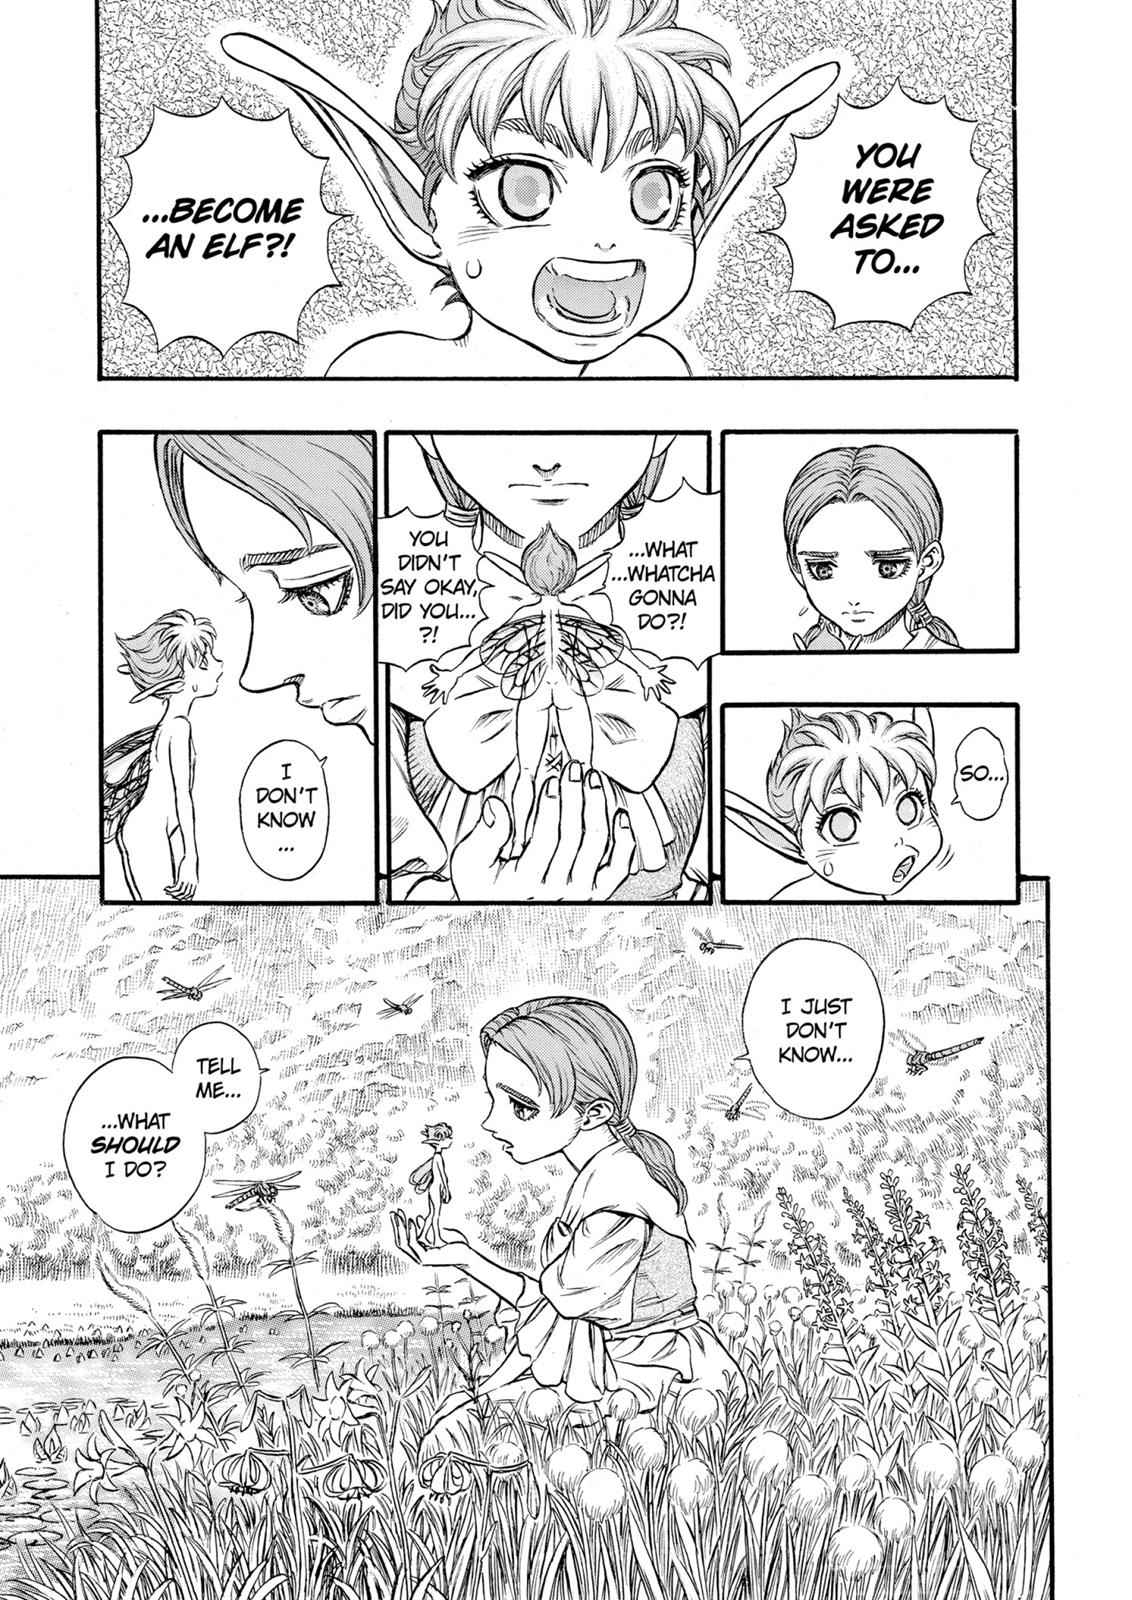 YOU
WERE
ASKED
TO...
...BECOME
AN ELF?!
SO...
...WHAT
...WHATCHA
GONNA
DO?!
YOU
DIDN'T
SAY OKAY,
DID YOU...
?!
I
DON'T
KNOW
...
I JUST
DON'T
KNOW...
TELL
ME...
...WHAT
SHOULD
I DO?